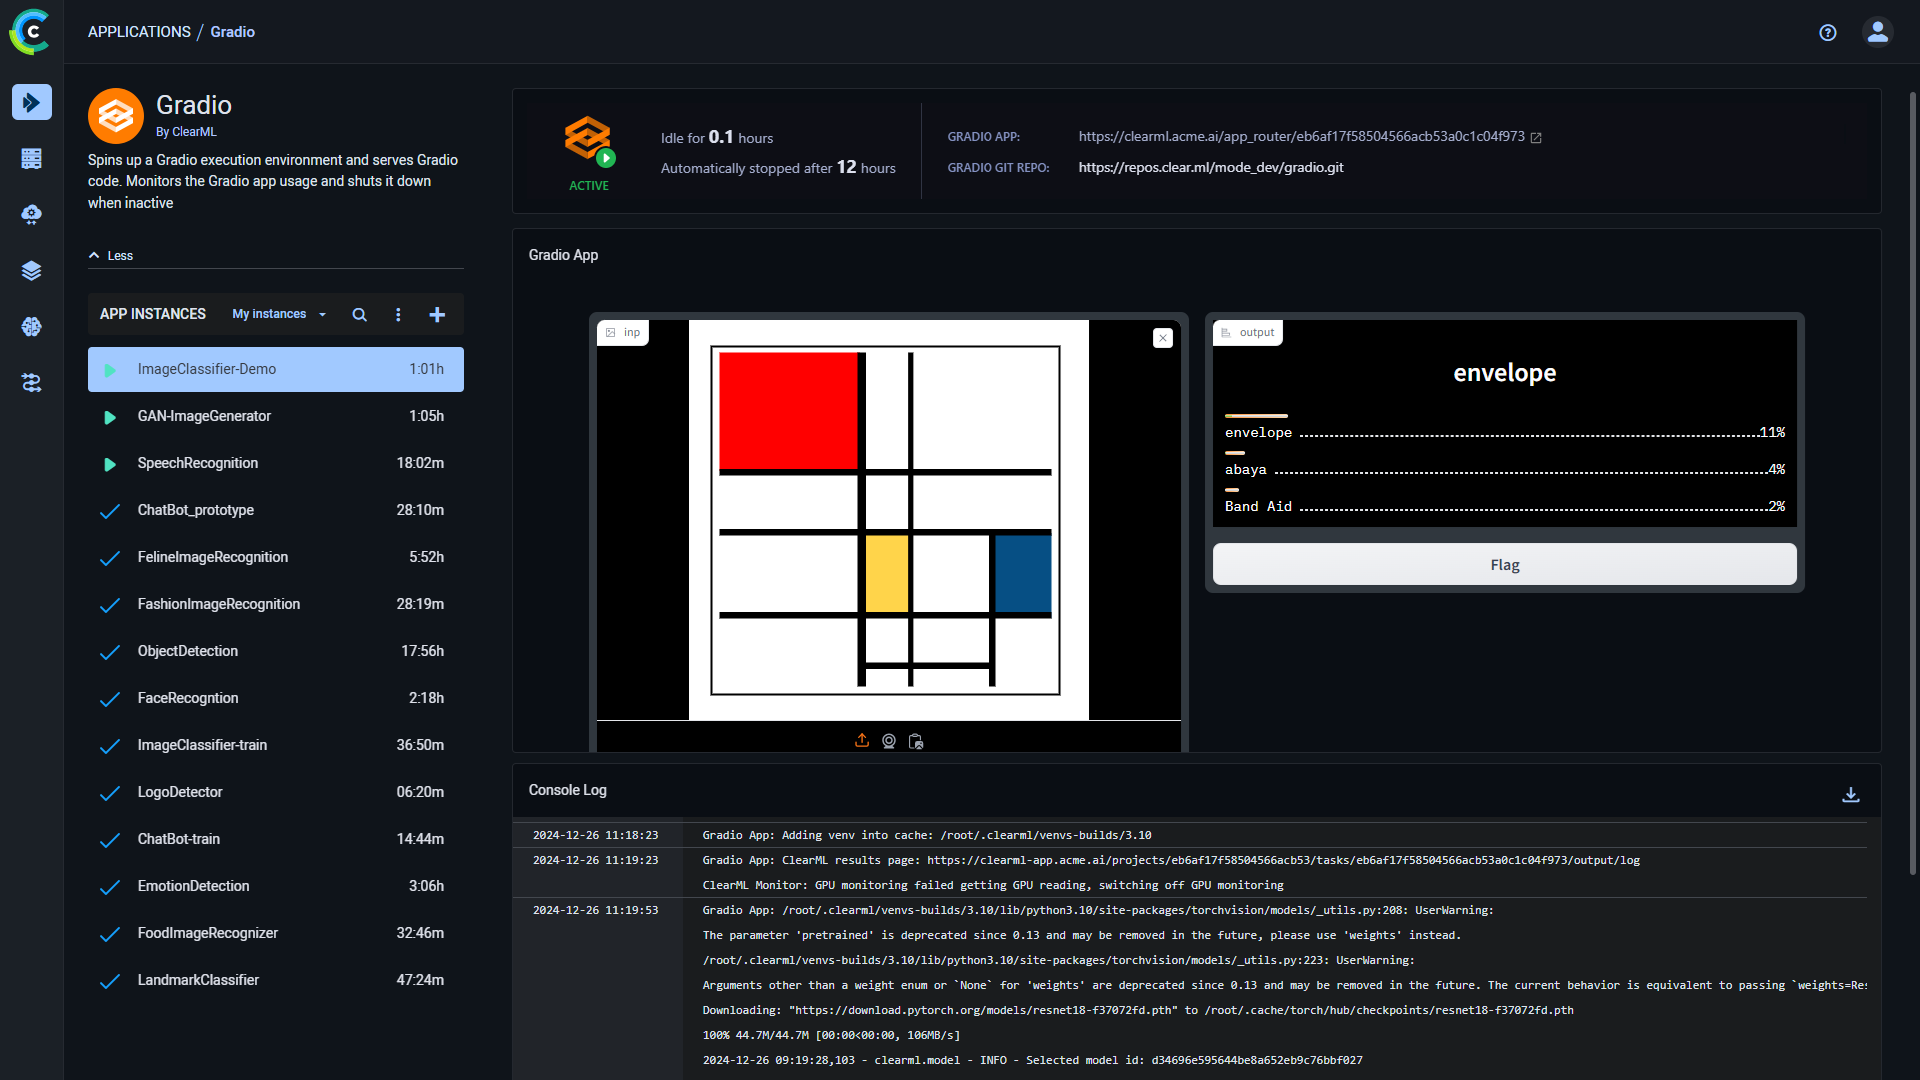 APPLICATIONS / Gradio
Gradio
By ClearML
Spins up a Gradio execution environment and serves Gradio
code. Monitors the Gradio app usage and shuts it down
when inactive
Less
APP INSTANCES My instances
ImageClassifier-Demo 1:01h
GAN-ImageGenerator 1:05h
SpeechRecognition 18:02m
ChatBot_prototype 28:10m
FelineImageRecognition 5:52h
FashionImageRecognition 28:19m
ObjectDetection 17:56h
FaceRecogntion 2:18h
ImageClassifier-train 36:50m
LogoDetector 06:20m
ChatBot-train 14:44m
EmotionDetection 3:06h
FoodImageRecognizer 32:46m
LandmarkClassifier 47:24m
ACTIVE
Idle for 0.1 hours
Automatically stopped after 12 hours
GRADIO APP: https://clearml.acme.ai/app_router/eb6af17f58504566acb53a0c1c04f973
GRADIO GIT REPO: https://repos.clear.ml/mode_dev/gradio.git
Gradio App
inp
output
envelope
envelope 11%
abaya 4%
Band Aid 2%
Flag
Console Log
2024-12-26 11:18:23 Gradio App: Adding venv into cache: /root/.clearml/venvs-builds/3.10
2024-12-26 11:19:23 Gradio App: ClearML results page: https://clearml-app.acme.ai/projects/eb6af17f58504566acb53/tasks/eb6af17f58504566acb53a0c1c04f973/output/log
ClearML Monitor: GPU monitoring failed getting GPU reading, switching off GPU monitoring
2024-12-26 11:19:53 Gradio App: /root/.clearml/venvs-builds/3.10/lib/python3.10/site-packages/torchvision/models/_utils.py:208: UserWarning:
The parameter 'pretrained' is deprecated since 0.13 and may be removed in the future, please use 'weights' instead.
/root/.clearml/venvs-builds/3.10/lib/python3.10/site-packages/torchvision/models/_utils.py:223: UserWarning:
Arguments other than a weight enum or `None` for 'weights' are deprecated since 0.13 and may be removed in the future. The current behavior is equivalent to passing `weights=Res
Downloading: "https://download.pytorch.org/models/resnet18-f37072fd.pth" to /root/.cache/torch/hub/checkpoints/resnet18-f37072fd.pth
100% 44.7M/44.7M [00:00<00:00, 106MB/s]
2024-12-26 09:19:28,103 - clearml.model - INFO - Selected model id: d34696e595644be8a652eb9c76bbf027